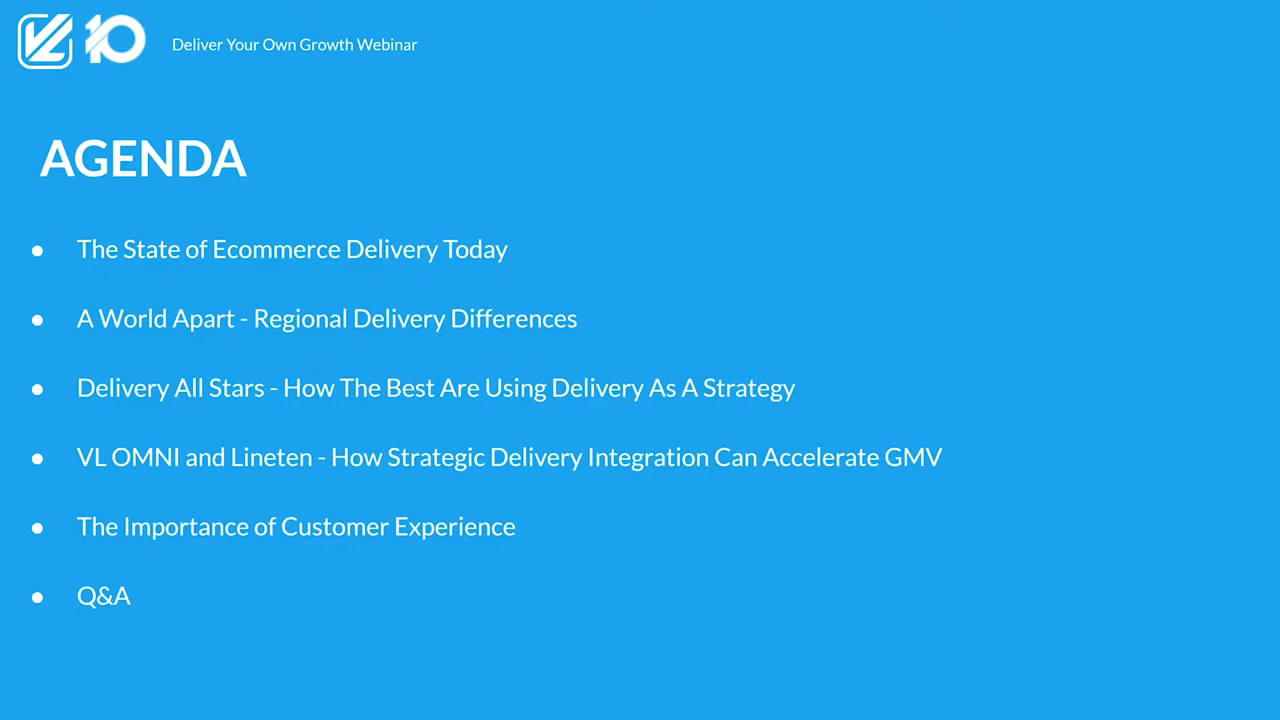 10
Deliver Your Own Growth Webinar
AGENDA
● The State of Ecommerce Delivery Today
● A World Apart - Regional Delivery Differences
● Delivery All Stars - How The Best Are Using Delivery As A Strategy
● VL OMNI and Lineten - How Strategic Delivery Integration Can Accelerate GMV
● The Importance of Customer Experience
● Q&A